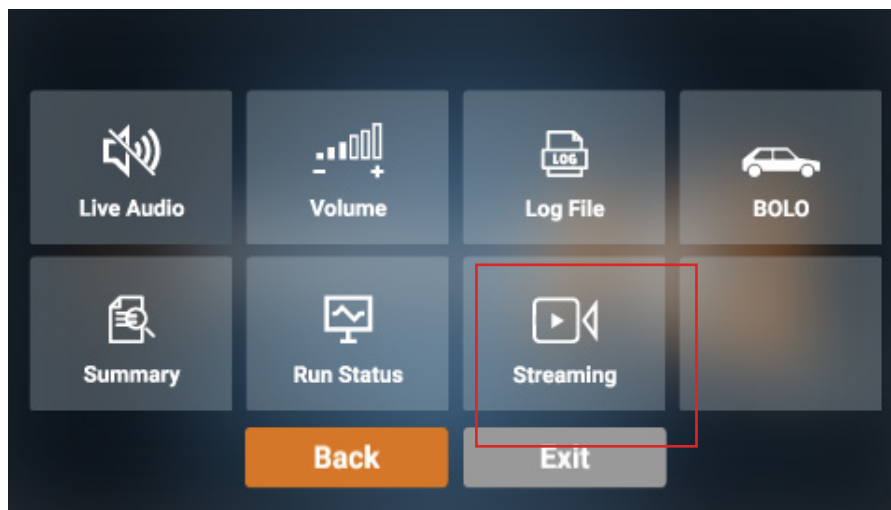 LOG
Live Audio
Volume
Log File
BOLO
Summary
Run Status
Streaming
Back
Exit